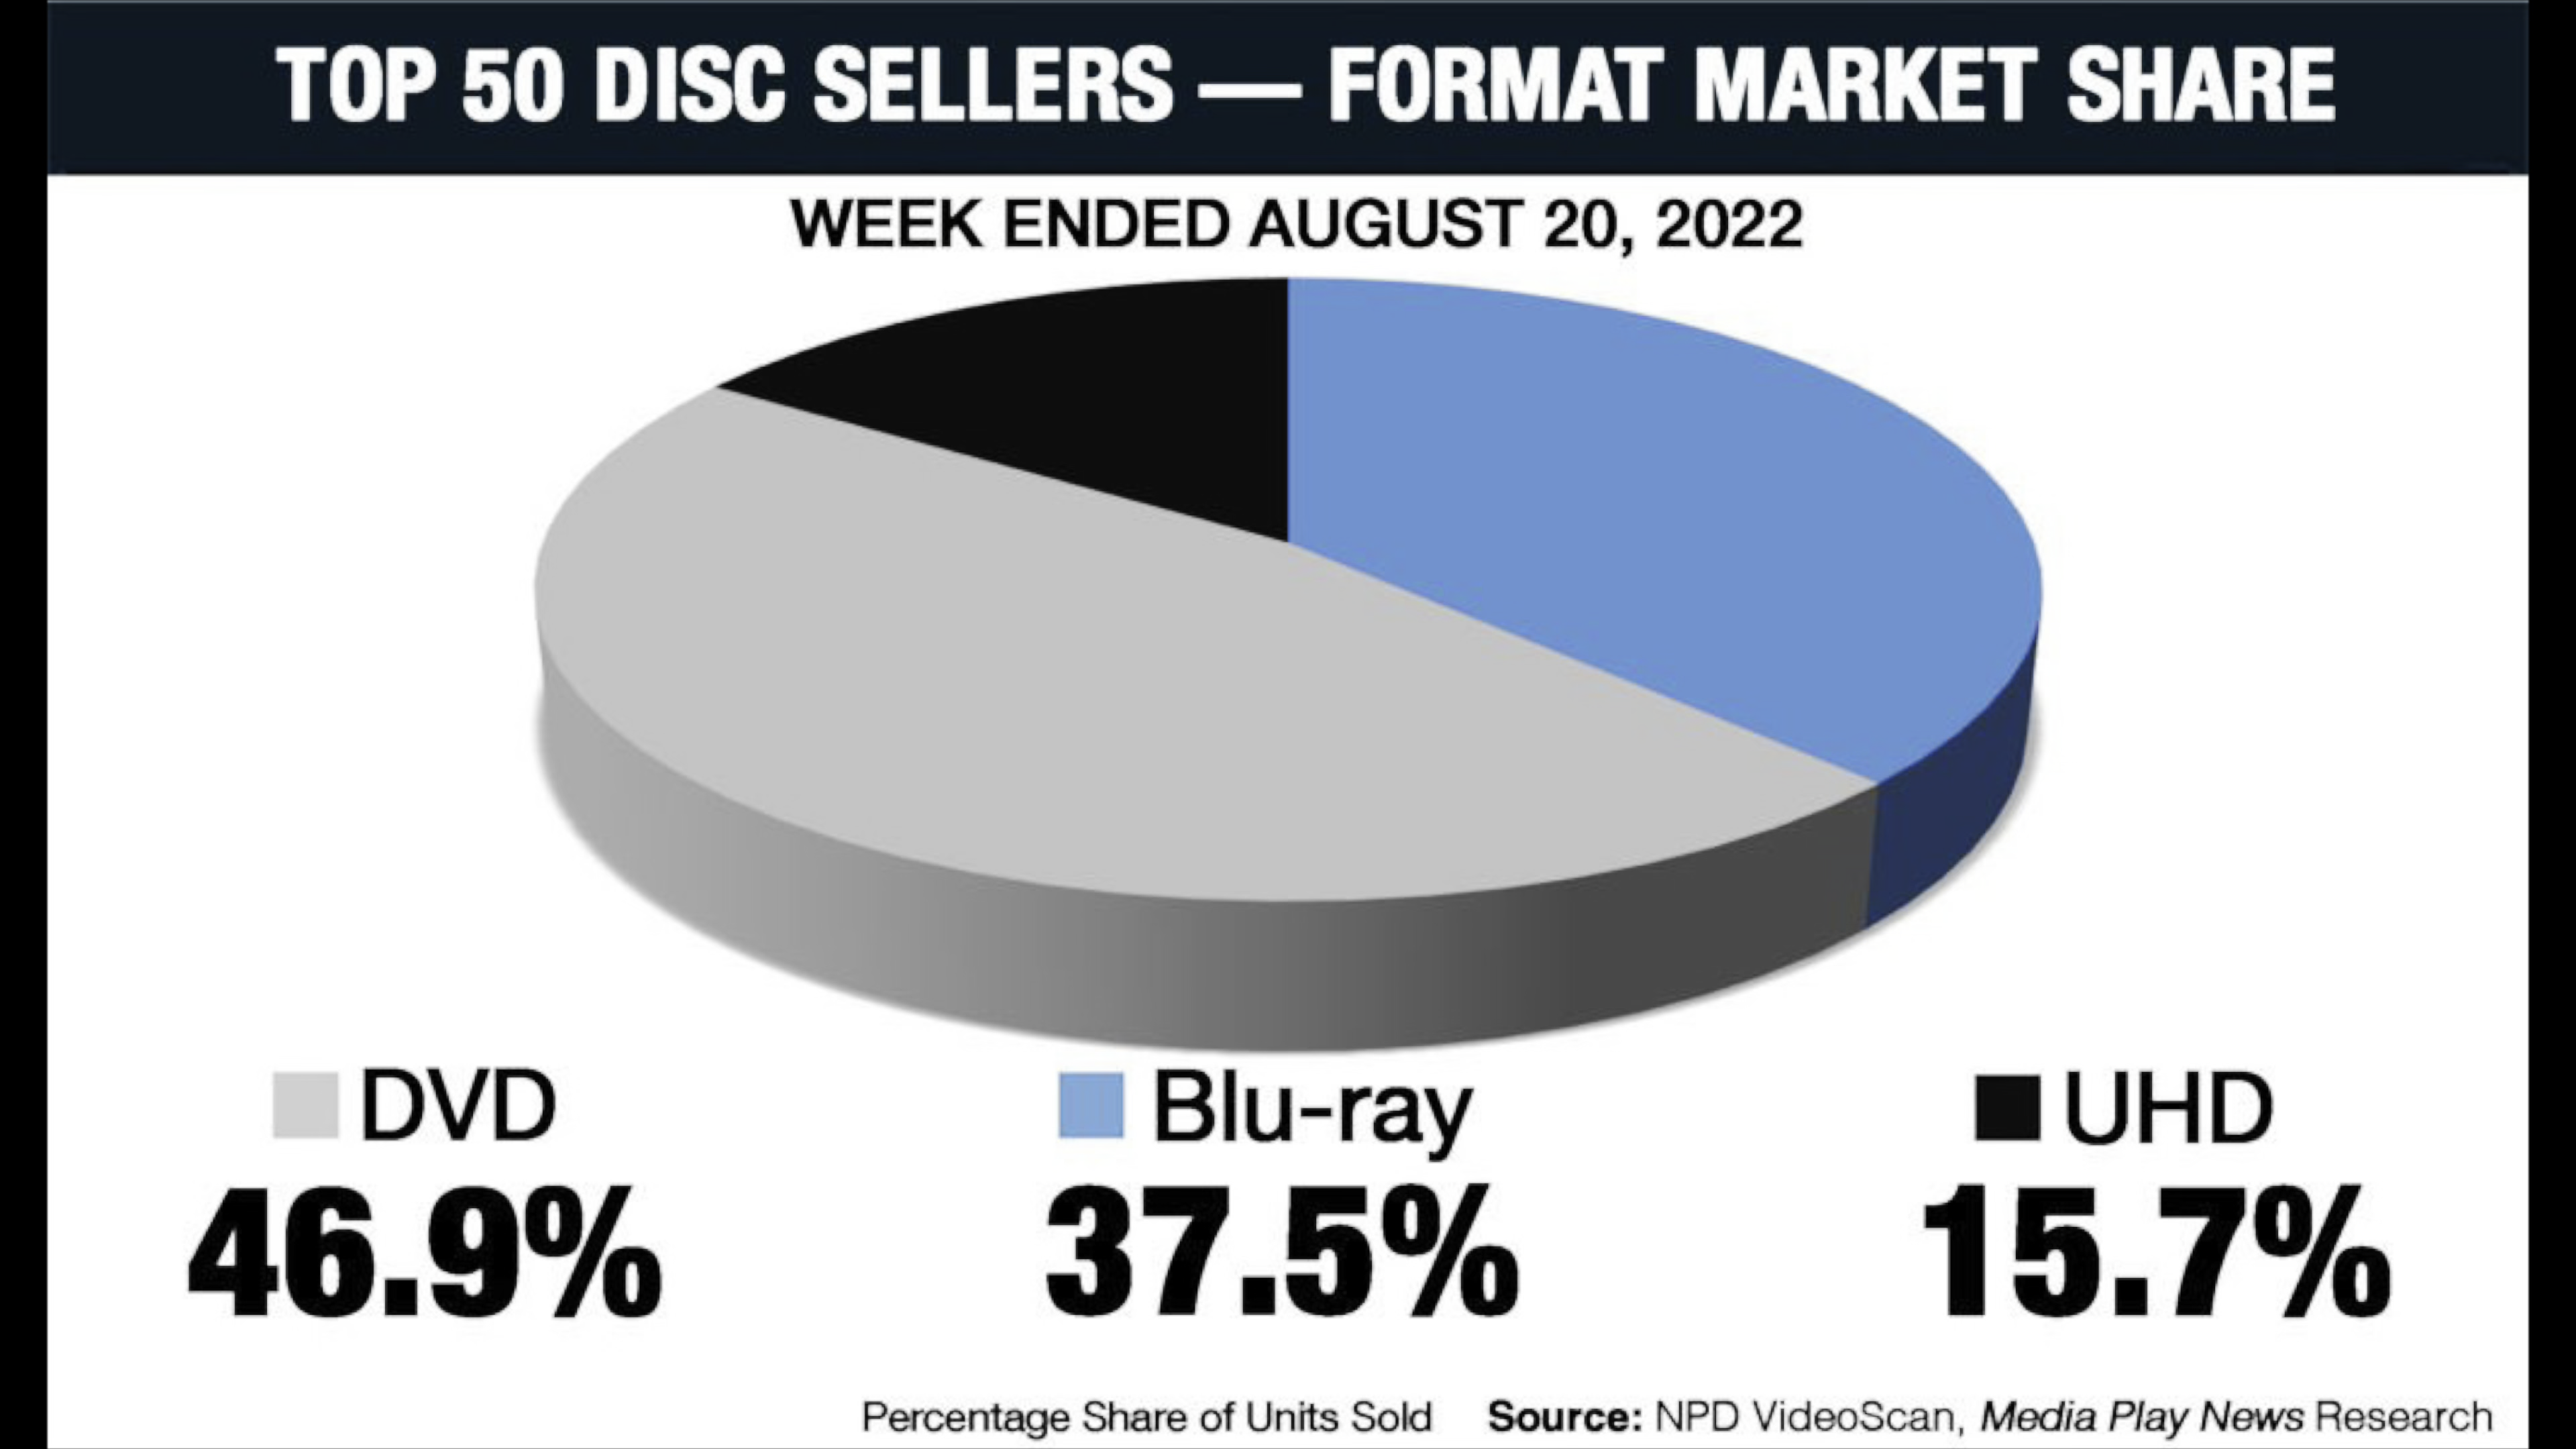 TOP 50 DISC SELLERS — FORMAT MARKET SHARE
WEEK ENDED AUGUST 20, 2022
DVD
46.9%
Blu-ray
37.5%
UHD
15.7%
Percentage Share of Units Sold Source: NPD VideoScan, Media Play News Research